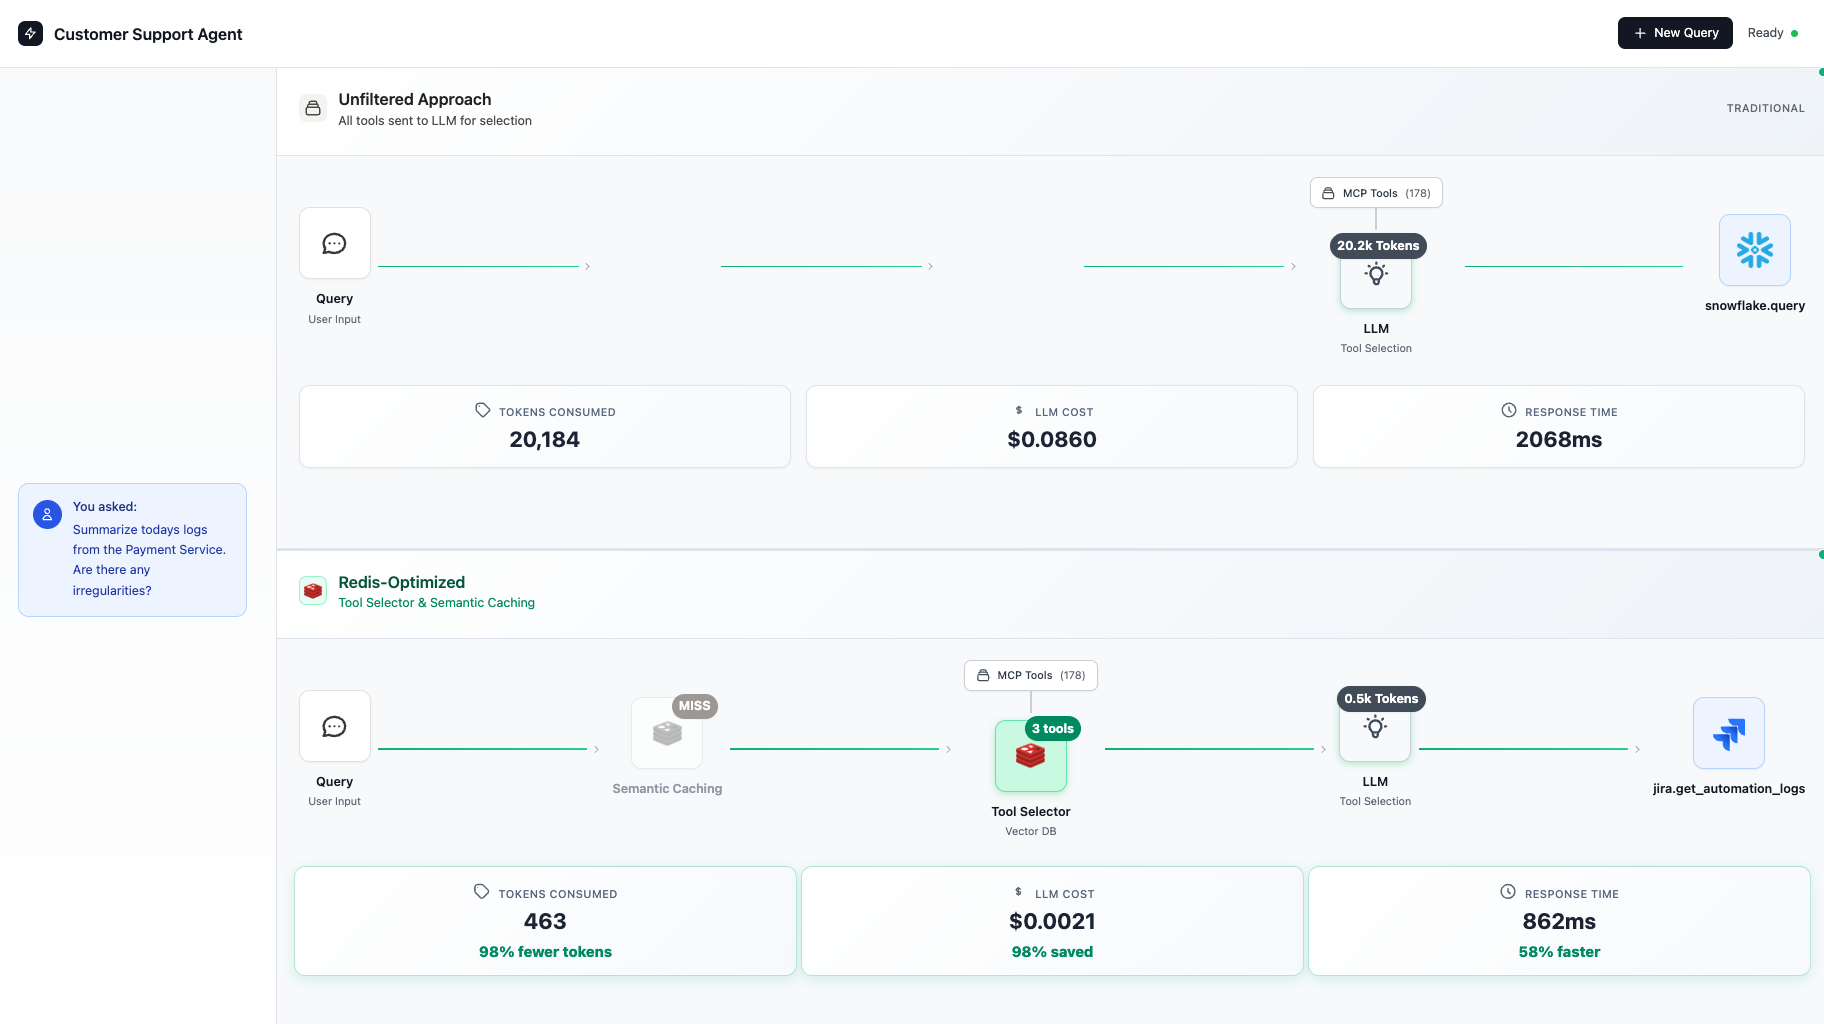 Customer Support Agent
New Query
Ready
Unfiltered Approach
All tools sent to LLM for selection
TRADITIONAL
MCP Tools (178)
20.2k Tokens
Query
User Input
LLM
Tool Selection
snowflake.query
TOKENS CONSUMED
20,184
$ LLM COST
$0.0860
RESPONSE TIME
2068ms
You asked:
Summarize todays logs
from the Payment Service.
Are there any
irregularities?
Redis-Optimized
Tool Selector & Semantic Caching
MCP Tools (178)
MISS
3 tools
0.5k Tokens
Query
User Input
Semantic Caching
Tool Selector
Vector DB
LLM
Tool Selection
jira.get_automation_logs
TOKENS CONSUMED
463
98% fewer tokens
$ LLM COST
$0.0021
98% saved
RESPONSE TIME
862ms
58% faster